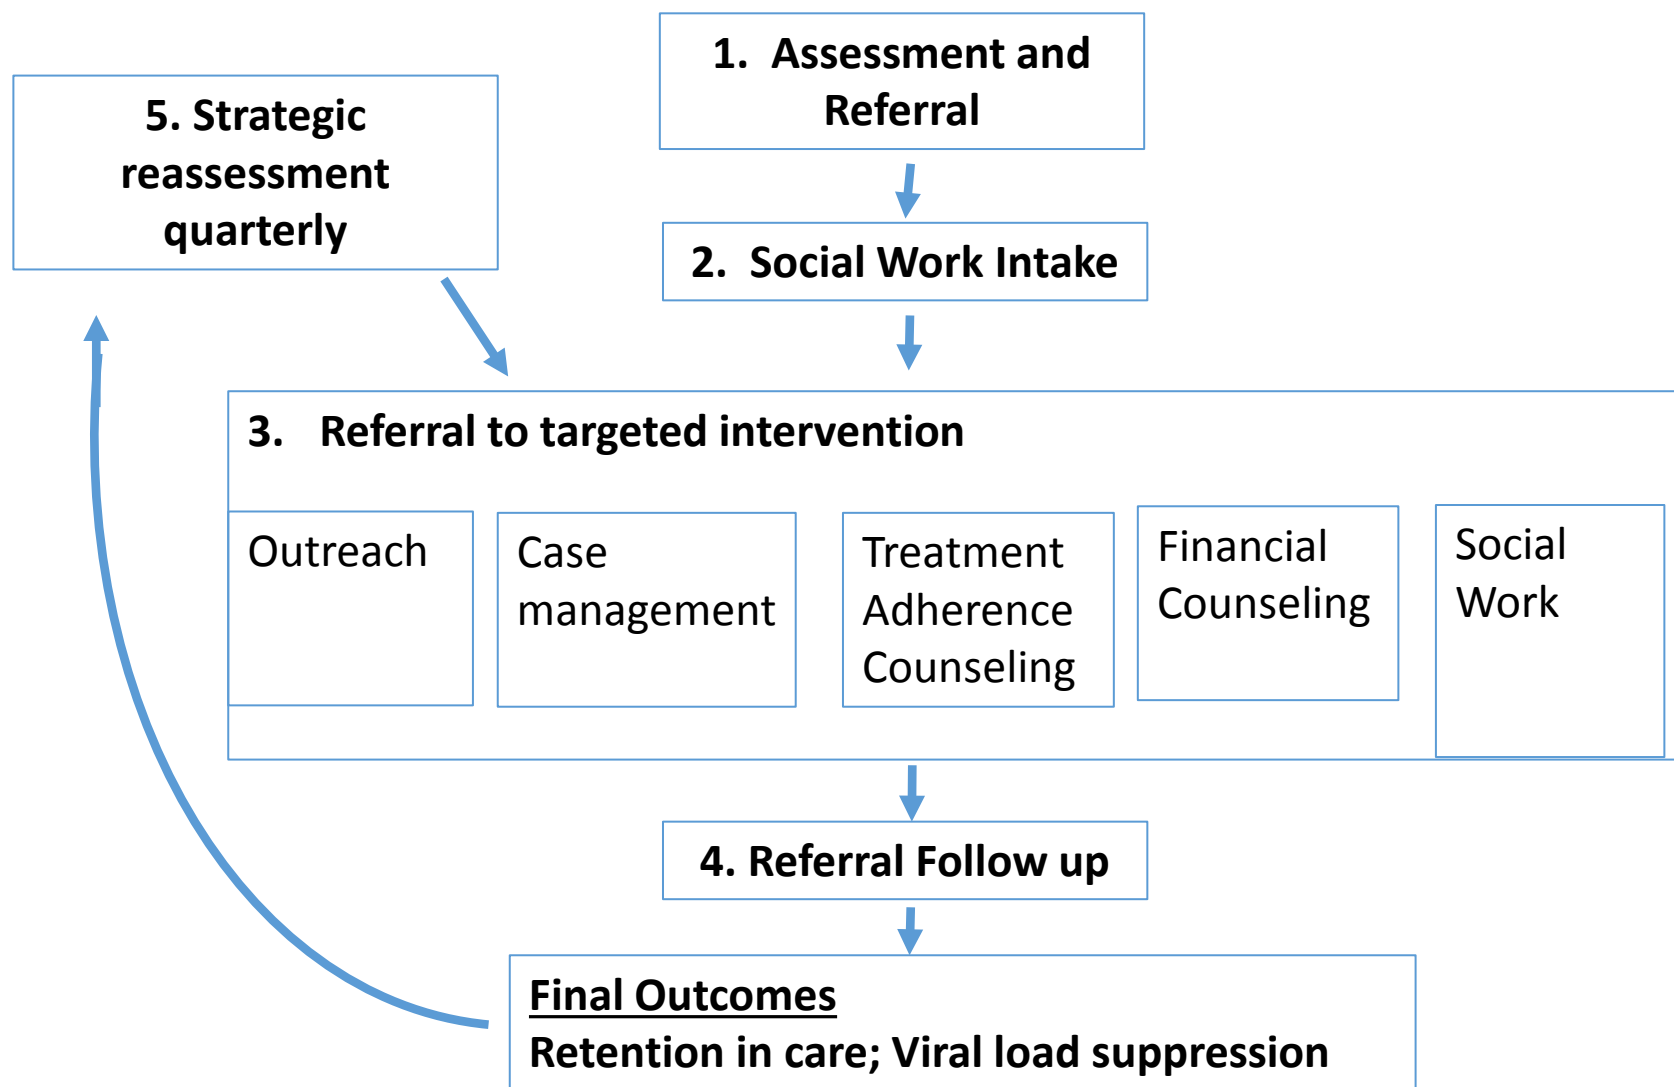 1. Assessment and
Referral
5. Strategic
reassessment
quarterly
2. Social Work Intake
3. Referral to targeted intervention
Outreach
Case
management
Treatment
Adherence
Counseling
Financial
Counseling
Social
Work
4. Referral Follow up
Final Outcomes
Retention in care; Viral load suppression